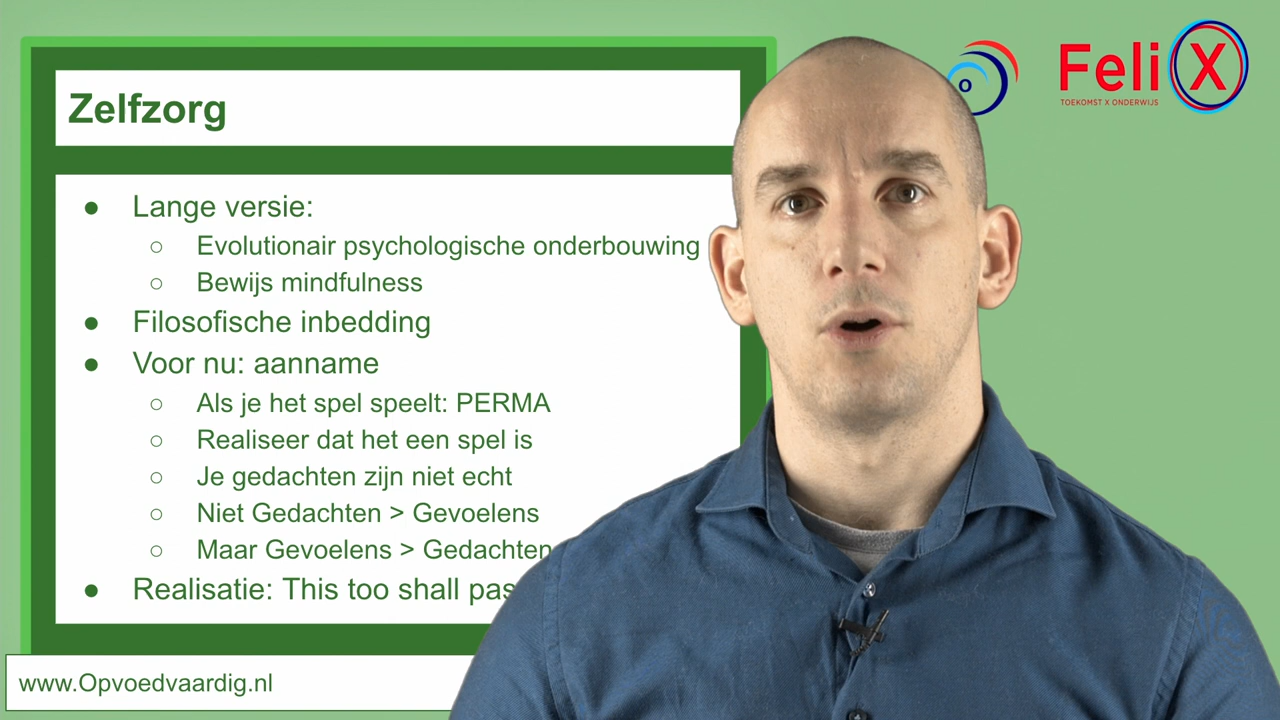 Zelfzorg
Lange versie:
Evolutionair psychologische onderbouwing
Bewijs mindfulness
Filosofische inbedding
Voor nu: aanname
Als je het spel speelt: PERMA
Realiseer dat het een spel is
Je gedachten zijn niet echt
Niet Gedachten > Gevoelens
Maar Gevoelens > Gedachten
Realisatie: This too shall pas
www.Opvoedvaardig.nl
FeliX
TOEKOMST X ONDERWIJS